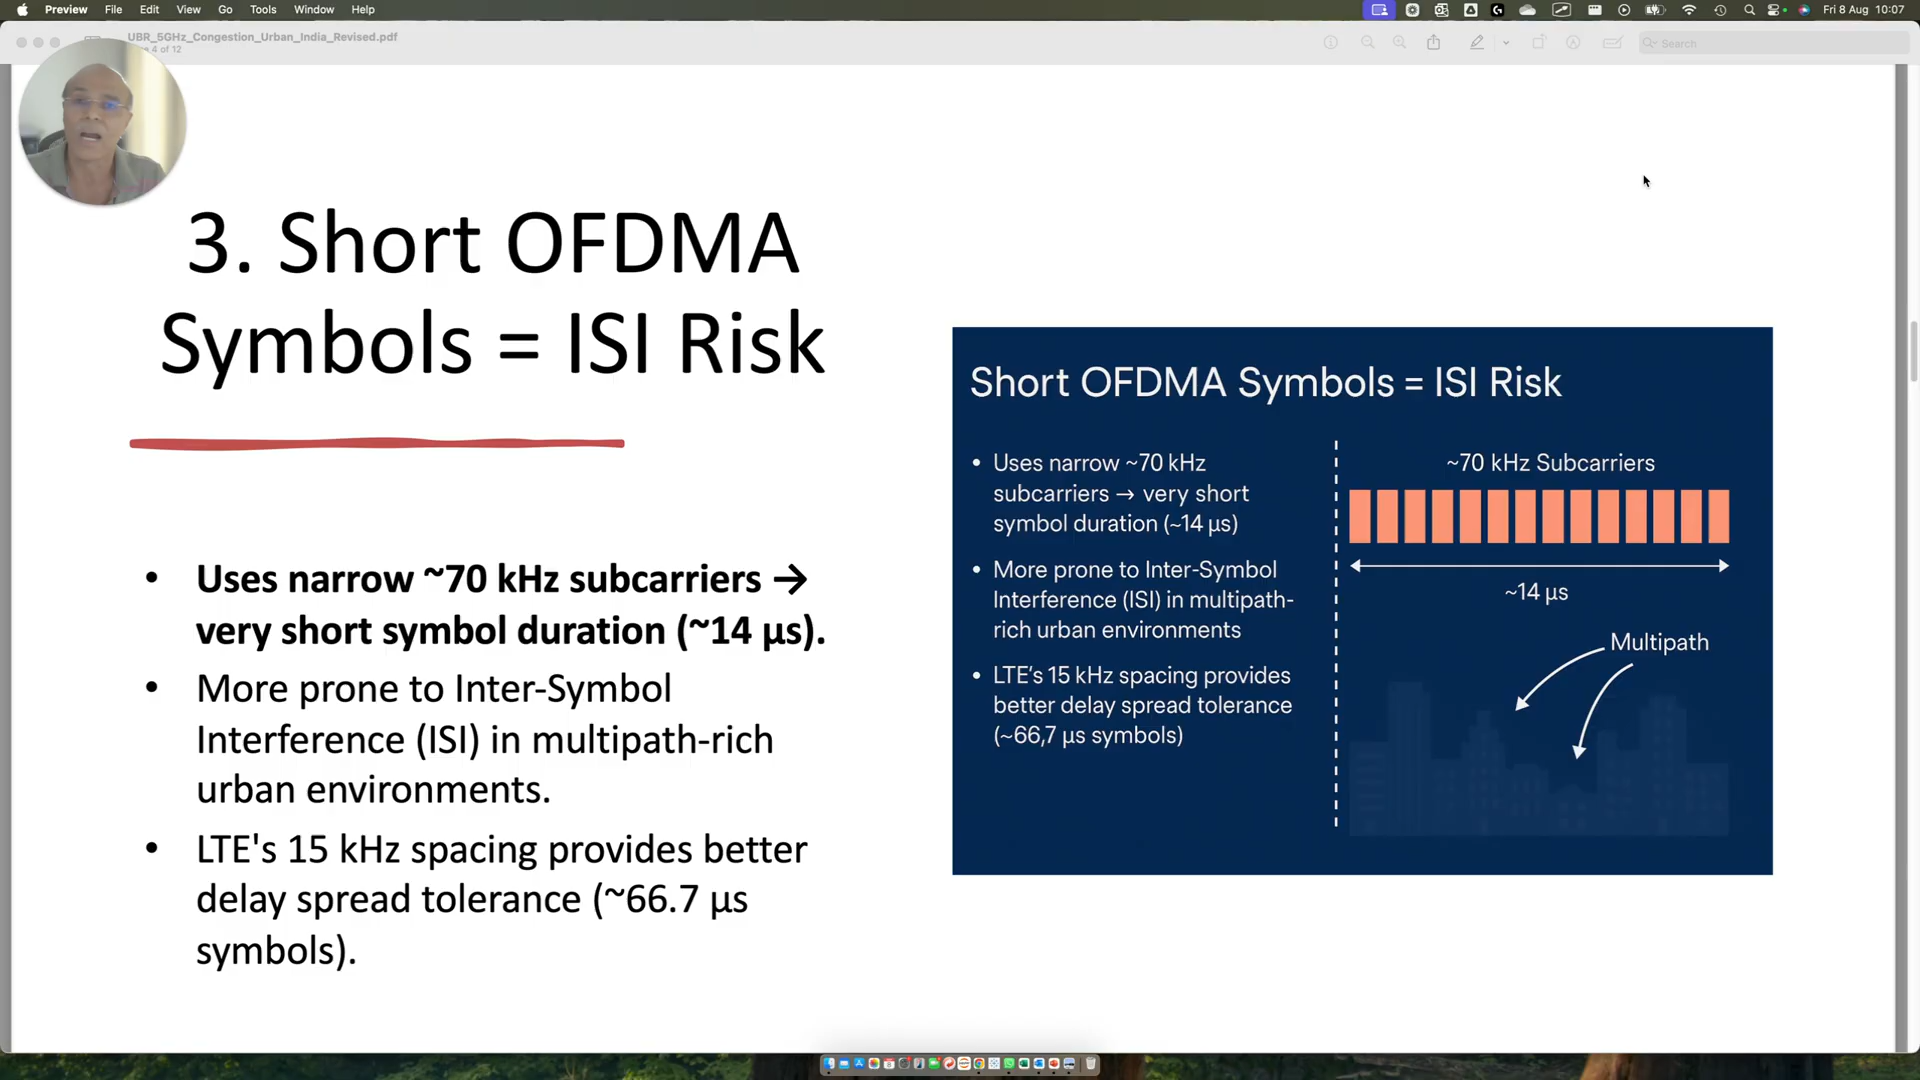 Preview File Edit View Go Tools Window Help
Fri 8 Aug 10:07
UBR_5GHz_Congestion_Urban_India_Revised.pdf
4 of 12
Search
3. Short OFDMA
Symbols = ISI Risk
• Uses narrow ~70 kHz subcarriers →
very short symbol duration (~14 µs).
• More prone to Inter-Symbol
Interference (ISI) in multipath-rich
urban environments.
• LTE's 15 kHz spacing provides better
delay spread tolerance (~66.7 µs
symbols).
Short OFDMA Symbols = ISI Risk
• Uses narrow ~70 kHz
subcarriers → very short
symbol duration (~14 µs)
• More prone to Inter-Symbol
Interference (ISI) in multipath-
rich urban environments
• LTE's 15 kHz spacing provides
better delay spread tolerance
(~66,7 µs symbols)
~70 kHz Subcarriers
~14 µs
Multipath